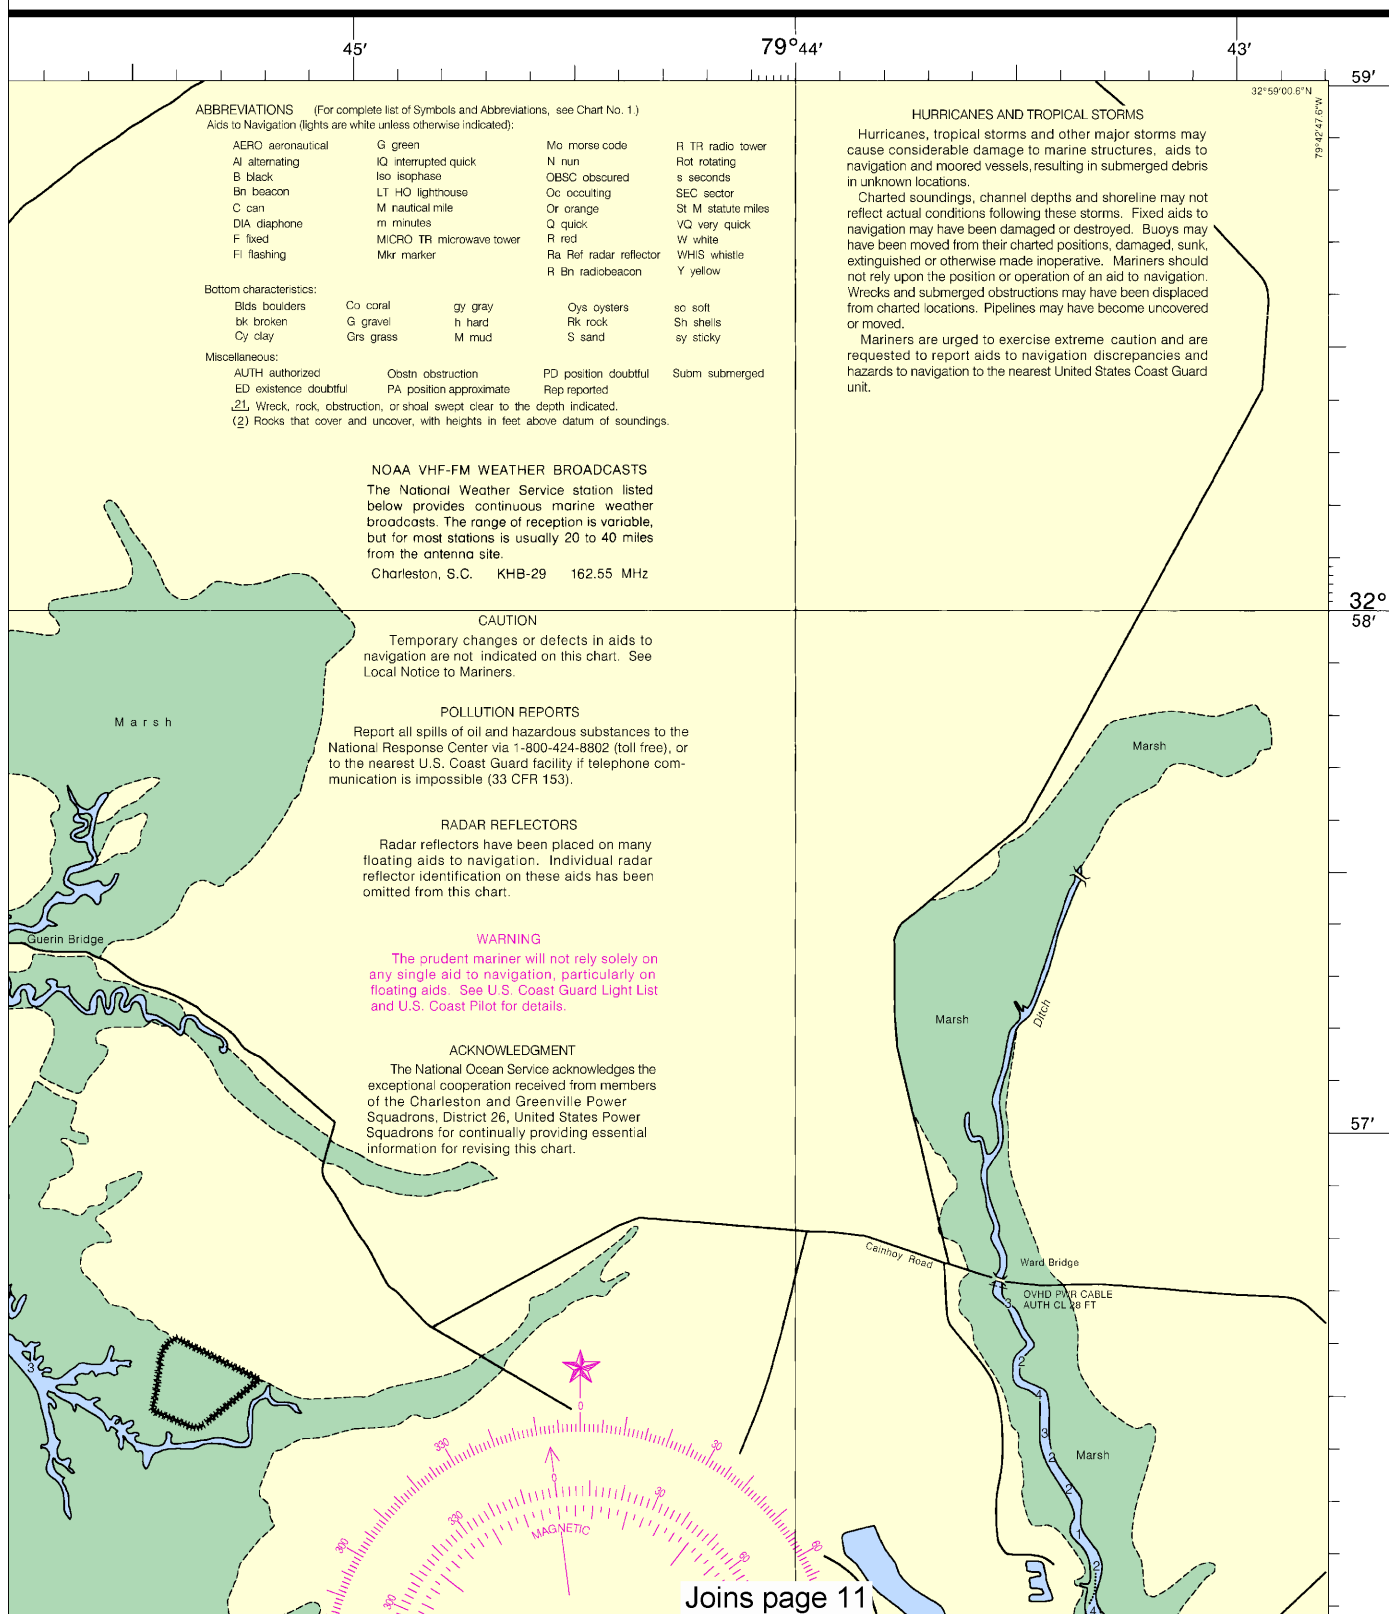 45′ 79°44′ 43′
59′
32°59′00.6″N
79°42′47.6″W
ABBREVIATIONS (For complete list of Symbols and Abbreviations, see Chart No. 1.)
Aids to Navigation (lights are white unless otherwise indicated):
AERO aeronautical G green Mo morse code R TR radio tower
Al alternating IQ interrupted quick N nun Rot rotating
B black Iso isophase OBSC obscured s seconds
Bn beacon LT HO lighthouse Oc occulting SEC sector
C can M nautical mile Or orange St M statute miles
DIA diaphone m minutes Q quick VQ very quick
F fixed MICRO TR microwave tower R red W white
Fl flashing Mkr marker Ra Ref radar reflector WHIS whistle
R Bn radiobeacon Y yellow
Bottom characteristics:
Blds boulders Co coral gy gray Oys oysters so soft
bk broken G gravel h hard Rk rock Sh shells
Cy clay Grs grass M mud S sand sy sticky
Miscellaneous:
AUTH authorized Obstn obstruction PD position doubtful Subm submerged
ED existence doubtful PA position approximate Rep reported
21, Wreck, rock, obstruction, or shoal swept clear to the depth indicated.
(2) Rocks that cover and uncover, with heights in feet above datum of soundings.
HURRICANES AND TROPICAL STORMS
Hurricanes, tropical storms and other major storms may
cause considerable damage to marine structures, aids to
navigation and moored vessels, resulting in submerged debris
in unknown locations.
Charted soundings, channel depths and shoreline may not
reflect actual conditions following these storms. Fixed aids to
navigation may have been damaged or destroyed. Buoys may
have been moved from their charted positions, damaged, sunk,
extinguished or otherwise made inoperative. Mariners should
not rely upon the position or operation of an aid to navigation.
Wrecks and submerged obstructions may have been displaced
from charted locations. Pipelines may have become uncovered
or moved.
Mariners are urged to exercise extreme caution and are
requested to report aids to navigation discrepancies and
hazards to navigation to the nearest United States Coast Guard
unit.
NOAA VHF-FM WEATHER BROADCASTS
The National Weather Service station listed
below provides continuous marine weather
broadcasts. The range of reception is variable,
but for most stations is usually 20 to 40 miles
from the antenna site.
Charleston, S.C. KHB-29 162.55 MHz
32°
58′
CAUTION
Temporary changes or defects in aids to
navigation are not indicated on this chart. See
Local Notice to Mariners.
POLLUTION REPORTS
Report all spills of oil and hazardous substances to the
National Response Center via 1-800-424-8802 (toll free), or
to the nearest U.S. Coast Guard facility if telephone com-
munication is impossible (33 CFR 153).
Marsh
Marsh
RADAR REFLECTORS
Radar reflectors have been placed on many
floating aids to navigation. Individual radar
reflector identification on these aids has been
omitted from this chart.
Guerin Bridge
WARNING
The prudent mariner will not rely solely on
any single aid to navigation, particularly on
floating aids. See U.S. Coast Guard Light List
and U.S. Coast Pilot for details.
Marsh
Ditch
ACKNOWLEDGMENT
The National Ocean Service acknowledges the
exceptional cooperation received from members
of the Charleston and Greenville Power
Squadrons, District 26, United States Power
Squadrons for continually providing essential
information for revising this chart.
57′
Cainhoy Road
Ward Bridge
OVHD PWR CABLE
AUTH CL 28 FT
3
3
2
4
3
2
2
1
2
4
Marsh
0
330 30
0
330 30
MAGNETIC
300 60
60
300
Joins page 11